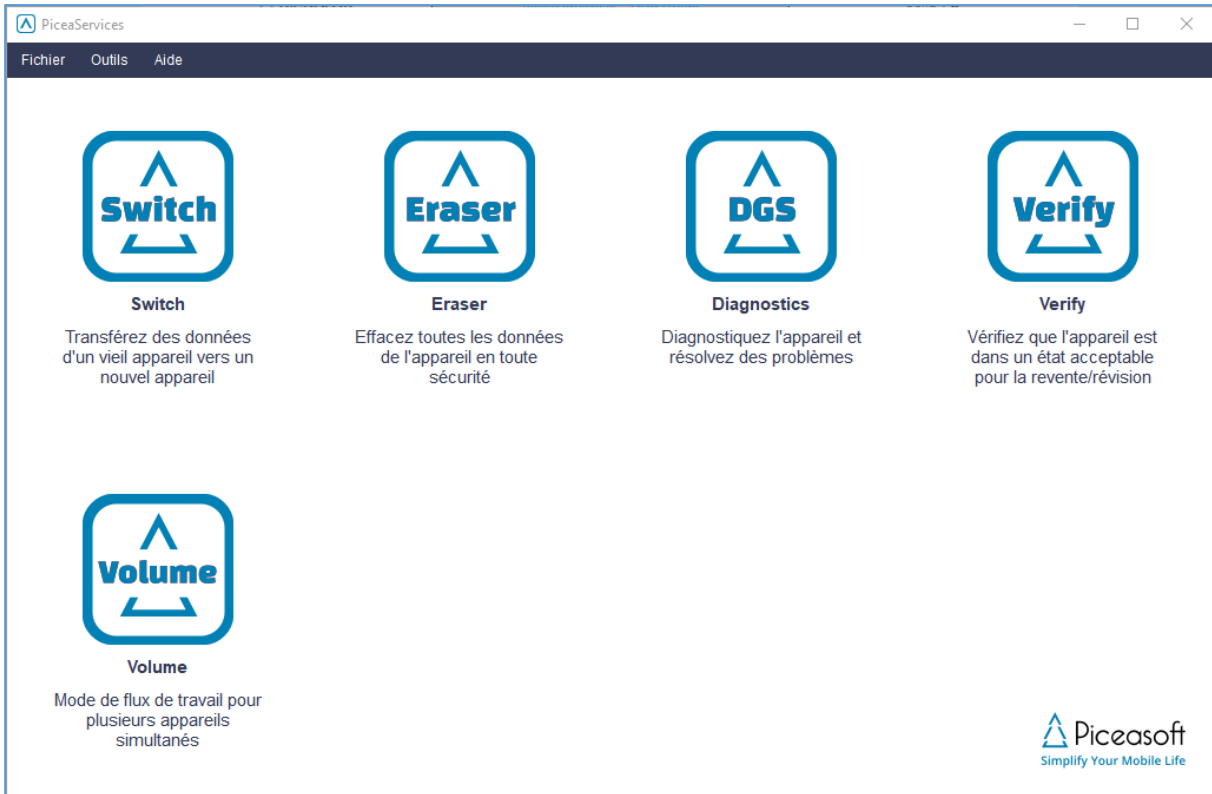 PiceaServices
Fichier Outils Aide
Switch
Eraser
DGS
Verify
Switch
Transférez des données
d'un vieil appareil vers un
nouvel appareil
Eraser
Effacez toutes les données
de l'appareil en toute
sécurité
Diagnostics
Diagnostiquez l'appareil et
résolvez des problèmes
Verify
Vérifiez que l'appareil est
dans un état acceptable
pour la revente/révision
Volume
Volume
Mode de flux de travail pour
plusieurs appareils
simultanés
Piceasoft
Simplify Your Mobile Life